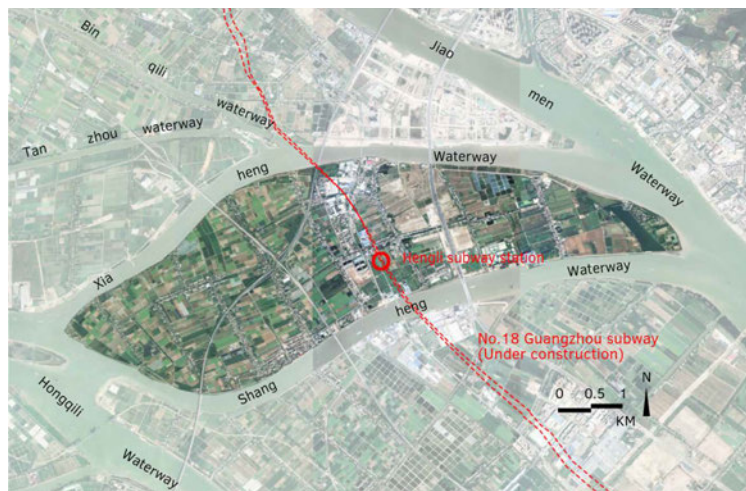 Bin
qili
waterway
Jiao
men
Waterway
Tan
zhou
waterway
Xia
heng
Waterway
Hengli subway station
Shang
heng
Waterway
No.18 Guangzhou subway
(Under construction)
Hongqili
Waterway
0 0.5 1
KM
N